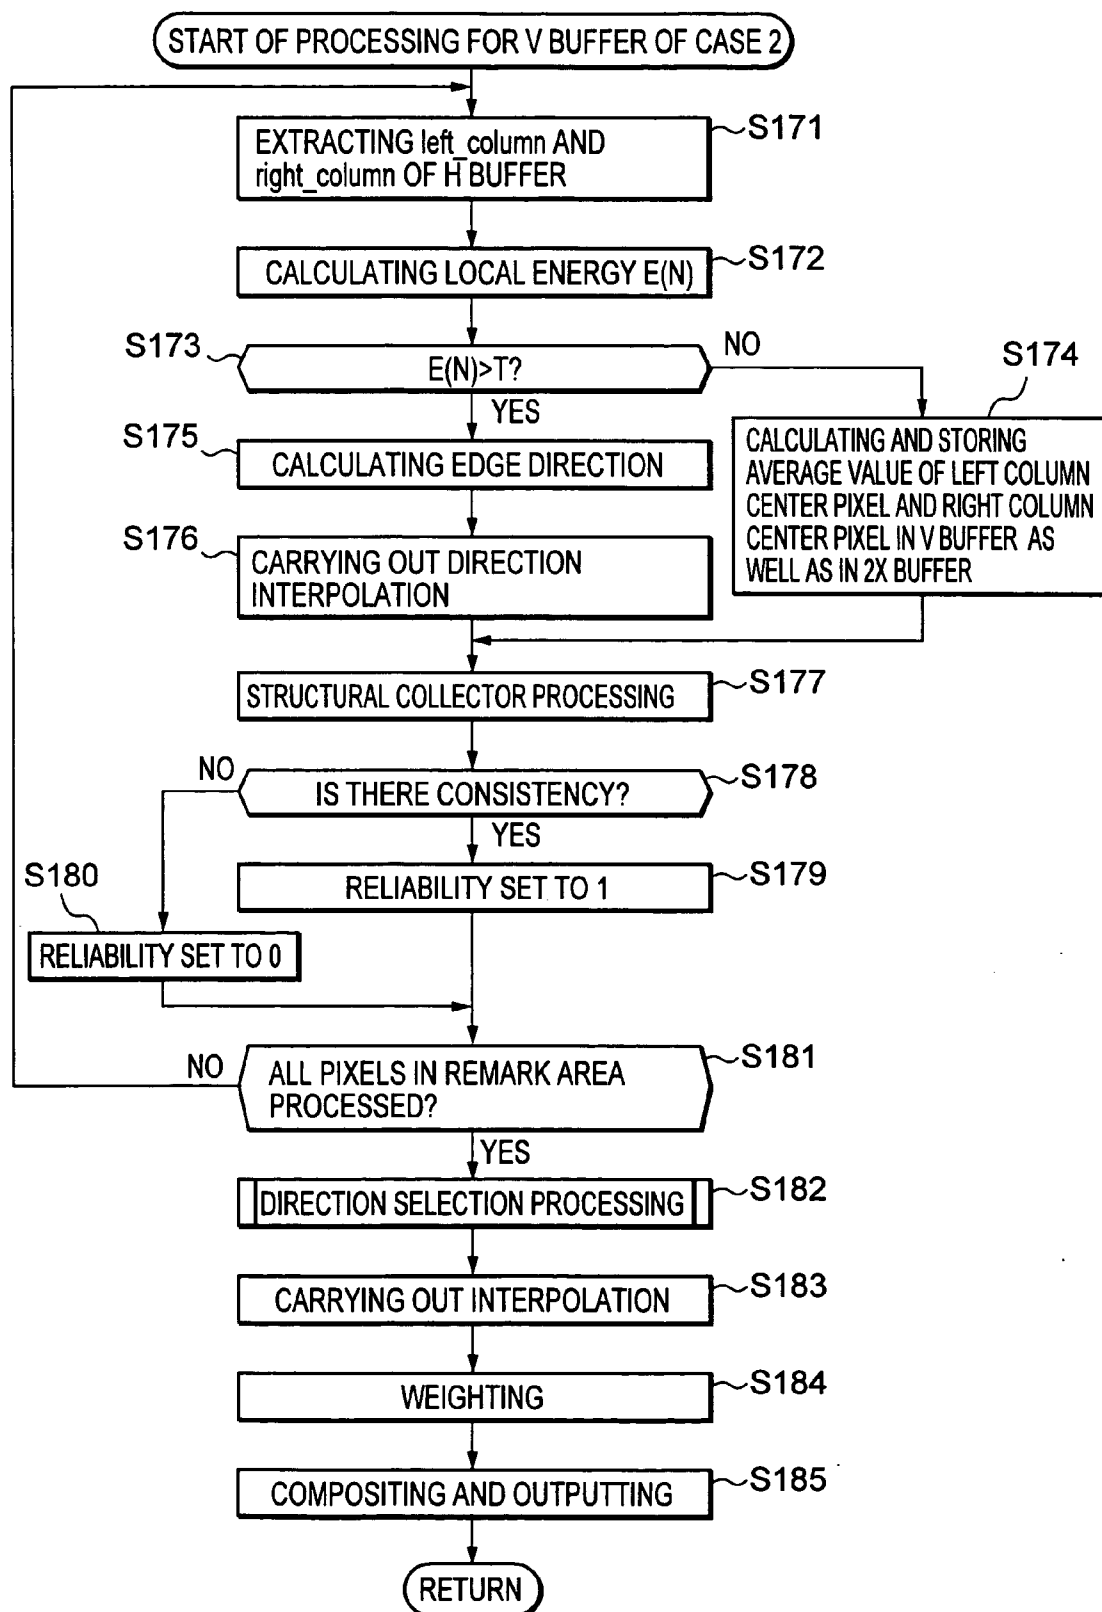 START OF PROCESSING FOR V BUFFER OF CASE 2
S171
EXTRACTING left_column AND
right_column OF H BUFFER
S172
CALCULATING LOCAL ENERGY E(N)
S173
E(N)>T?
NO
YES
S174
CALCULATING AND STORING
AVERAGE VALUE OF LEFT COLUMN
CENTER PIXEL AND RIGHT COLUMN
CENTER PIXEL IN V BUFFER AS
WELL AS IN 2X BUFFER
S175
CALCULATING EDGE DIRECTION
S176
CARRYING OUT DIRECTION
INTERPOLATION
S177
STRUCTURAL COLLECTOR PROCESSING
S178
NO
IS THERE CONSISTENCY?
YES
S179
RELIABILITY SET TO 1
S180
RELIABILITY SET TO 0
S181
NO
ALL PIXELS IN REMARK AREA
PROCESSED?
YES
S182
DIRECTION SELECTION PROCESSING
S183
CARRYING OUT INTERPOLATION
S184
WEIGHTING
S185
COMPOSITING AND OUTPUTTING
RETURN